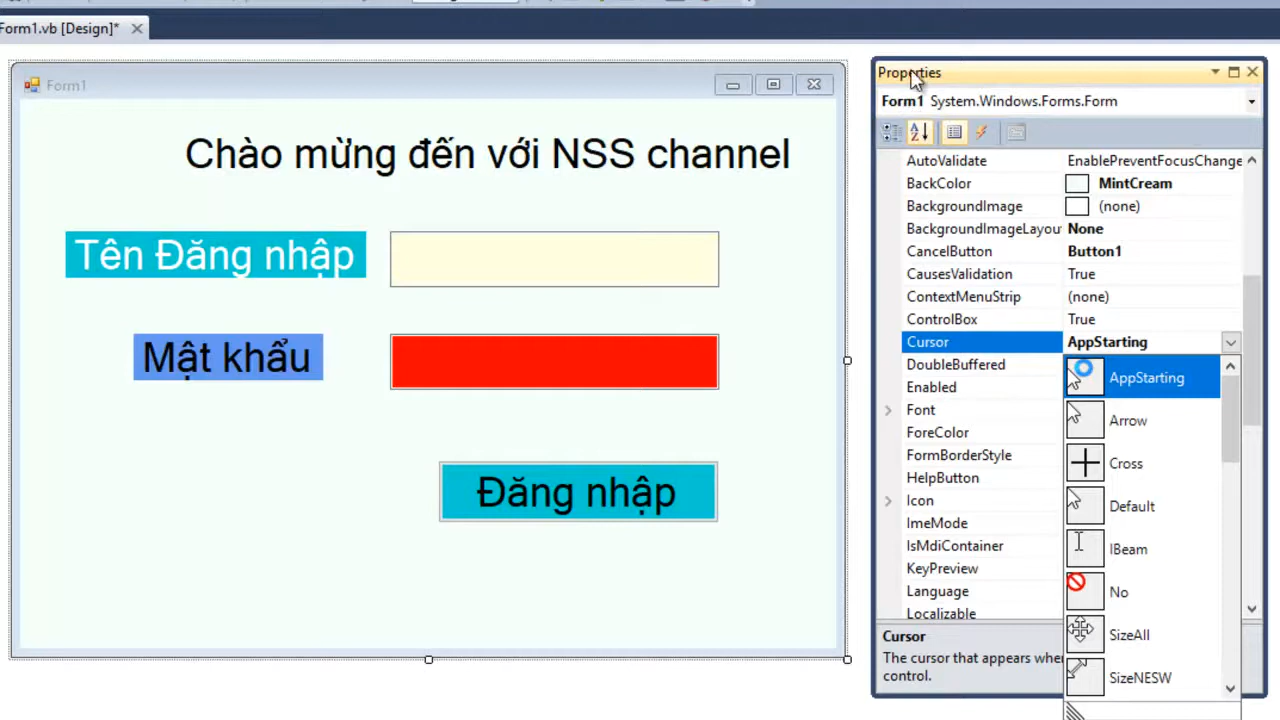 Form1.vb [Design]*
Form1
Chào mừng đến với NSS channel
Tên Đăng nhập
Mật khẩu
Đăng nhập
Properties
Form1 System.Windows.Forms.Form
AutoValidate EnablePreventFocusChange
BackColor MintCream
BackgroundImage (none)
BackgroundImageLayou None
CancelButton Button1
CausesValidation True
ContextMenuStrip (none)
ControlBox True
Cursor AppStarting
DoubleBuffered
Enabled
Font
ForeColor
FormBorderStyle
HelpButton
Icon
ImeMode
IsMdiContainer
KeyPreview
Language
Localizable
AppStarting
Arrow
Cross
Default
IBeam
No
SizeAll
SizeNESW
Cursor
The cursor that appears whe
control.